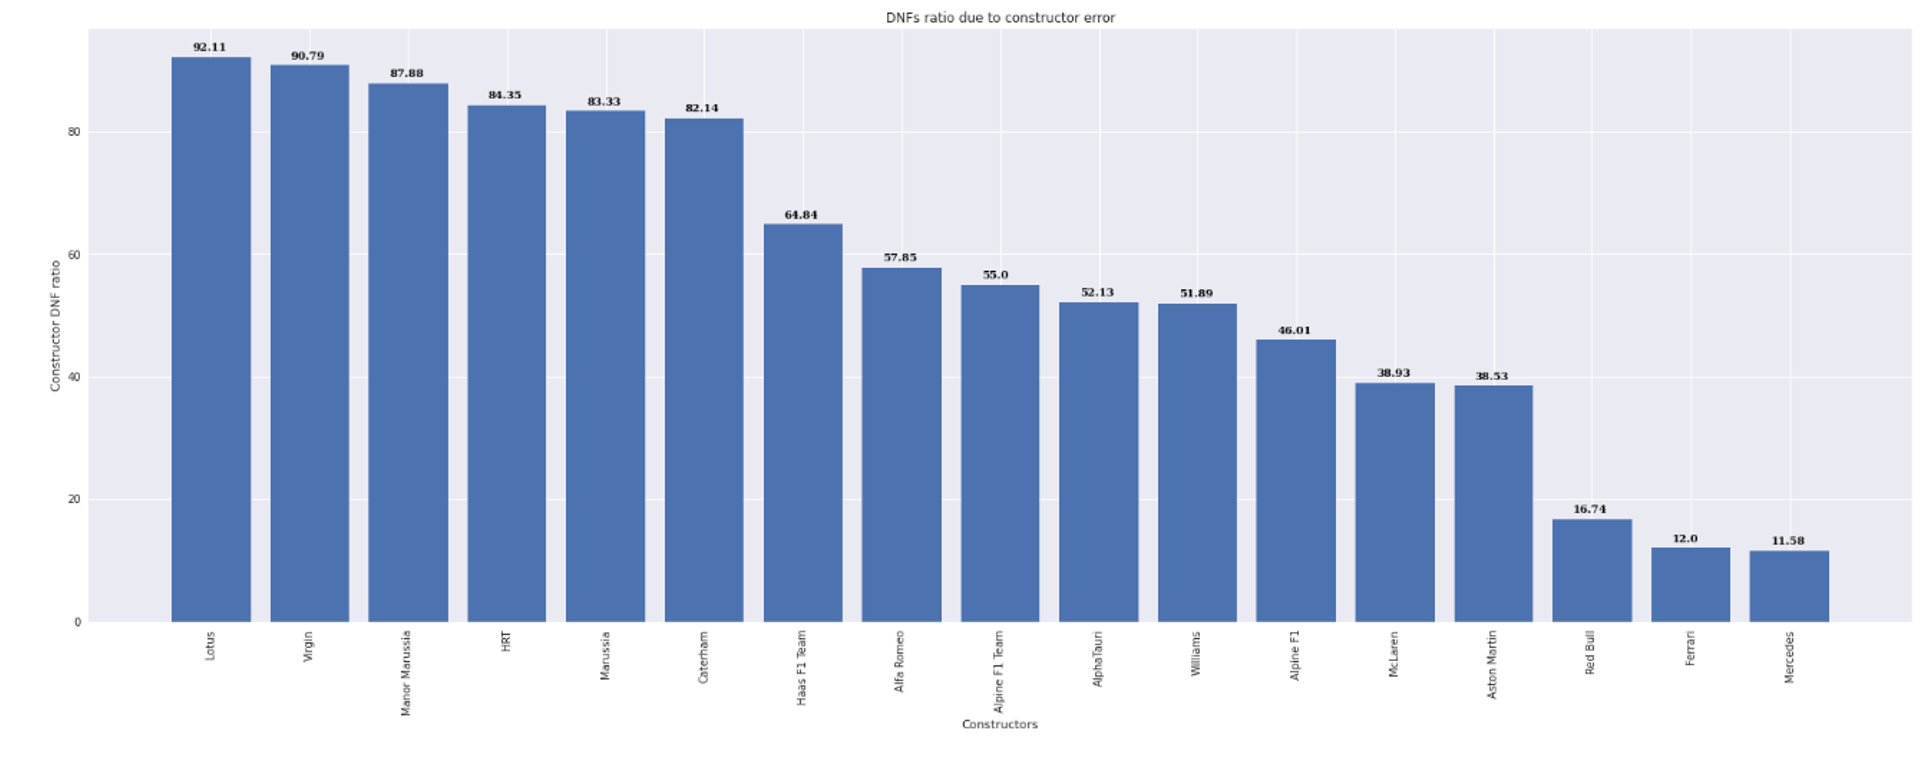 DNFs ratio due to constructor error
92.11
90.79
87.88
84.35
83.33
82.14
64.84
57.85
55.0
52.13
51.89
46.01
38.93
38.53
16.74
12.0
11.58
80
60
40
20
0
Constructor DNF ratio
Lotus
Virgin
Manor Marussia
HRT
Marussia
Caterham
Haas F1 Team
Alfa Romeo
Alpine F1 Team
AlphaTauri
Williams
Alpine F1
McLaren
Aston Martin
Red Bull
Ferrari
Mercedes
Constructors